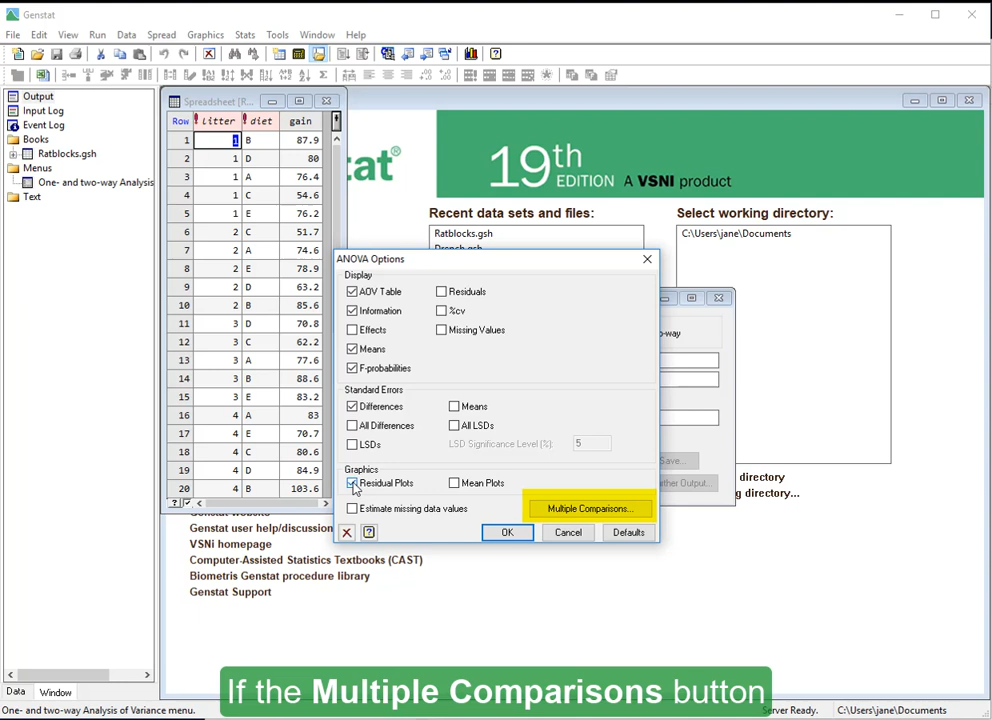 Genstat
File Edit View Run Data Spread Graphics Stats Tools Window Help
Output
Input Log
Event Log
Books
Ratblocks.gsh
Menus
One- and two-way Analysis
Text
Spreadsheet [R...
Row litter diet gain
1 1 B 87.9
2 1 D 80
3 1 A 76.4
4 1 C 54.6
5 1 E 76.2
6 2 C 51.7
7 2 A 74.6
8 2 E 78.9
9 2 D 63.2
10 2 B 85.6
11 3 D 70.8
12 3 C 62.2
13 3 A 77.6
14 3 B 88.6
15 3 E 83.2
16 4 A 83
17 4 E 70.7
18 4 C 80.6
19 4 D 84.9
20 4 B 103.6
tat®
19th EDITION A VSNI product
Recent data sets and files:
Ratblocks.gsh
Select working directory:
C:\Users\jane\Documents
ANOVA Options
Display
AOV Table Residuals
Information %cv
Effects Missing Values
Means
F-probabilities
Standard Errors
Differences Means
All Differences All LSDs
LSDs LSD Significance Level (%): 5
Graphics
Residual Plots Mean Plots
Estimate missing data values Multiple Comparisons...
OK Cancel Defaults
o-way
Save...
ther Output...
directory
g directory...
Genstat user help/discussion
VSNi homepage
Computer-Assisted Statistics Textbooks (CAST)
Biometris Genstat procedure library
Genstat Support
If the Multiple Comparisons button
Data Window
One- and two-way Analysis of Variance menu.
erver Ready. C:\Users\jane\Documents